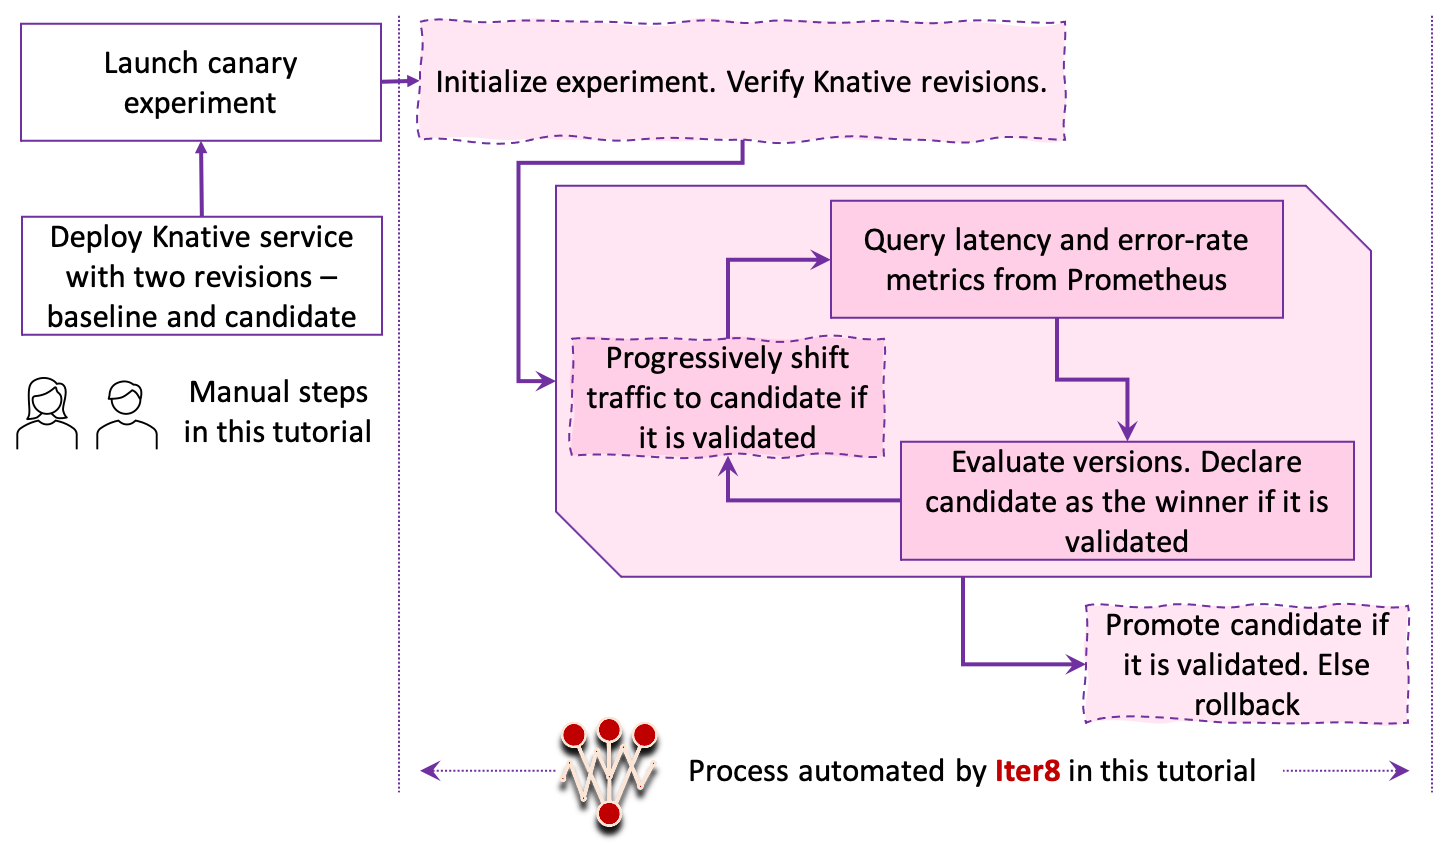 Launch canary
experiment
Initialize experiment. Verify Knative revisions.
Deploy Knative service
with two revisions –
baseline and candidate
Manual steps
in this tutorial
Query latency and error-rate
metrics from Prometheus
Progressively shift
traffic to candidate if
it is validated
Evaluate versions. Declare
candidate as the winner if it is
validated
Promote candidate if
it is validated. Else
rollback
Process automated by Iter8 in this tutorial